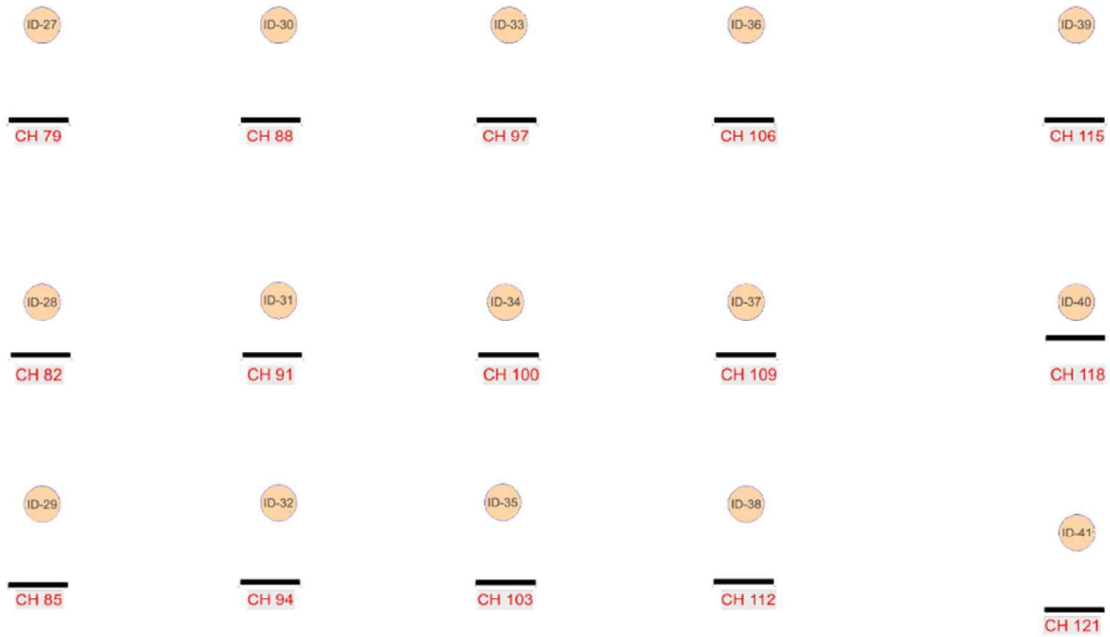 ID-27 ID-30 ID-33 ID-36 ID-39
CH 79 CH 88 CH 97 CH 106 CH 115
ID-28 ID-31 ID-34 ID-37 ID-40
CH 82 CH 91 CH 100 CH 109 CH 118
ID-29 ID-32 ID-35 ID-38 ID-41
CH 85 CH 94 CH 103 CH 112 CH 121